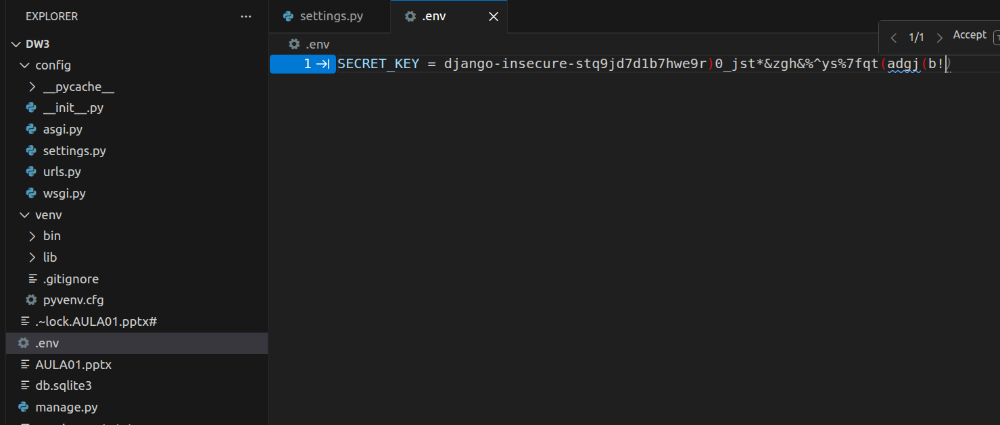 EXPLORER
...
DW3
config
__pycache__
__init__.py
asgi.py
settings.py
urls.py
wsgi.py
venv
bin
lib
.gitignore
pyvenv.cfg
.~lock.AULA01.pptx#
.env
AULA01.pptx
db.sqlite3
manage.py
settings.py
.env
.env
1/1 Accept
1 SECRET_KEY = django-insecure-stq9jd7d1b7hwe9r)0_jst*&zgh&%^ys%7fqt(adgj(b!)